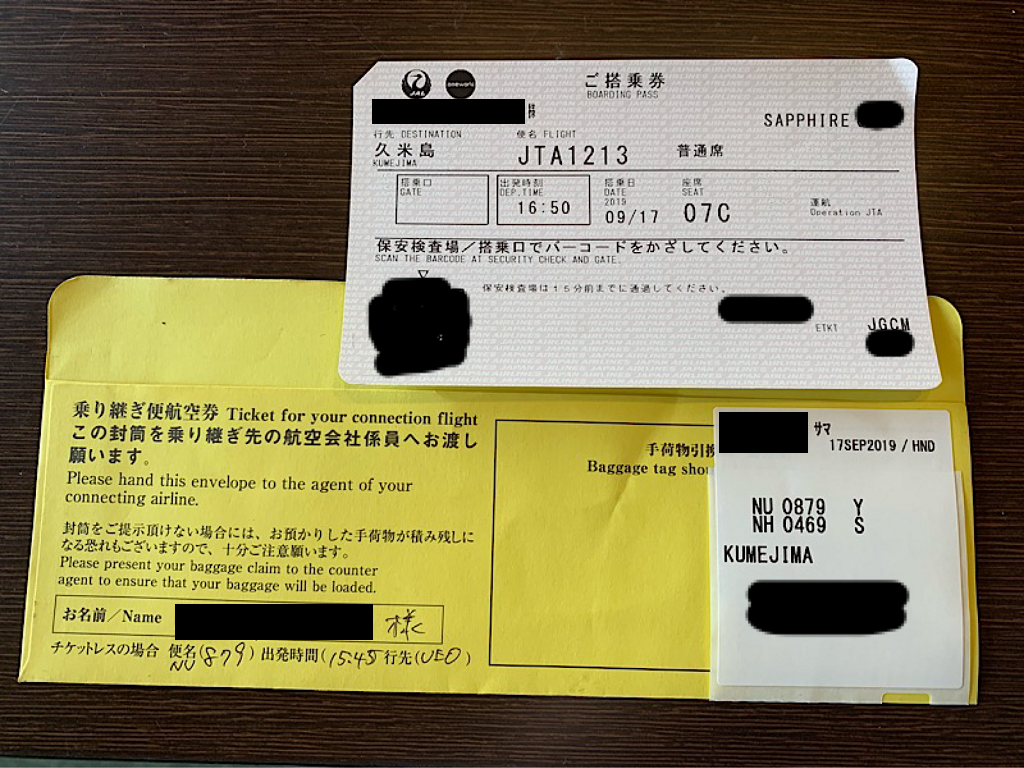 JAL
oneworld
ご搭乗券
BOARDING PASS
様
SAPPHIRE
行先 DESTINATION
便名 FLIGHT
久米島
KUMEJIMA
JTA1213
普通席
搭乗口
GATE
出発時刻
DEP.TIME
16:50
搭乗日
DATE
2019
09/17
座席
SEAT
07C
運航
Operation JTA
保安検査場/搭乗口でバーコードをかざしてください。
SCAN THE BARCODE AT SECURITY CHECK AND GATE.
保安検査場は15分前までに通過してください。
ETKT
JGCM
乗り継ぎ便航空券 Ticket for your connection flight
この封筒を乗り継ぎ先の航空会社係員へお渡し
願います。
Please hand this envelope to the agent of your
connecting airline.
封筒をご提示頂けない場合には、お預かりした手荷物が積み残しに
なる恐れもございますので、十分ご注意願います。
Please present your baggage claim to the counter
agent to ensure that your baggage will be loaded.
お名前/Name 様
チケットレスの場合 便名(879) 出発時間(15:45 行先(UEO)
NU
手荷物引換
Baggage tag shou
サマ
17SEP2019 / HND
NU 0879 Y
NH 0469 S
KUMEJIMA